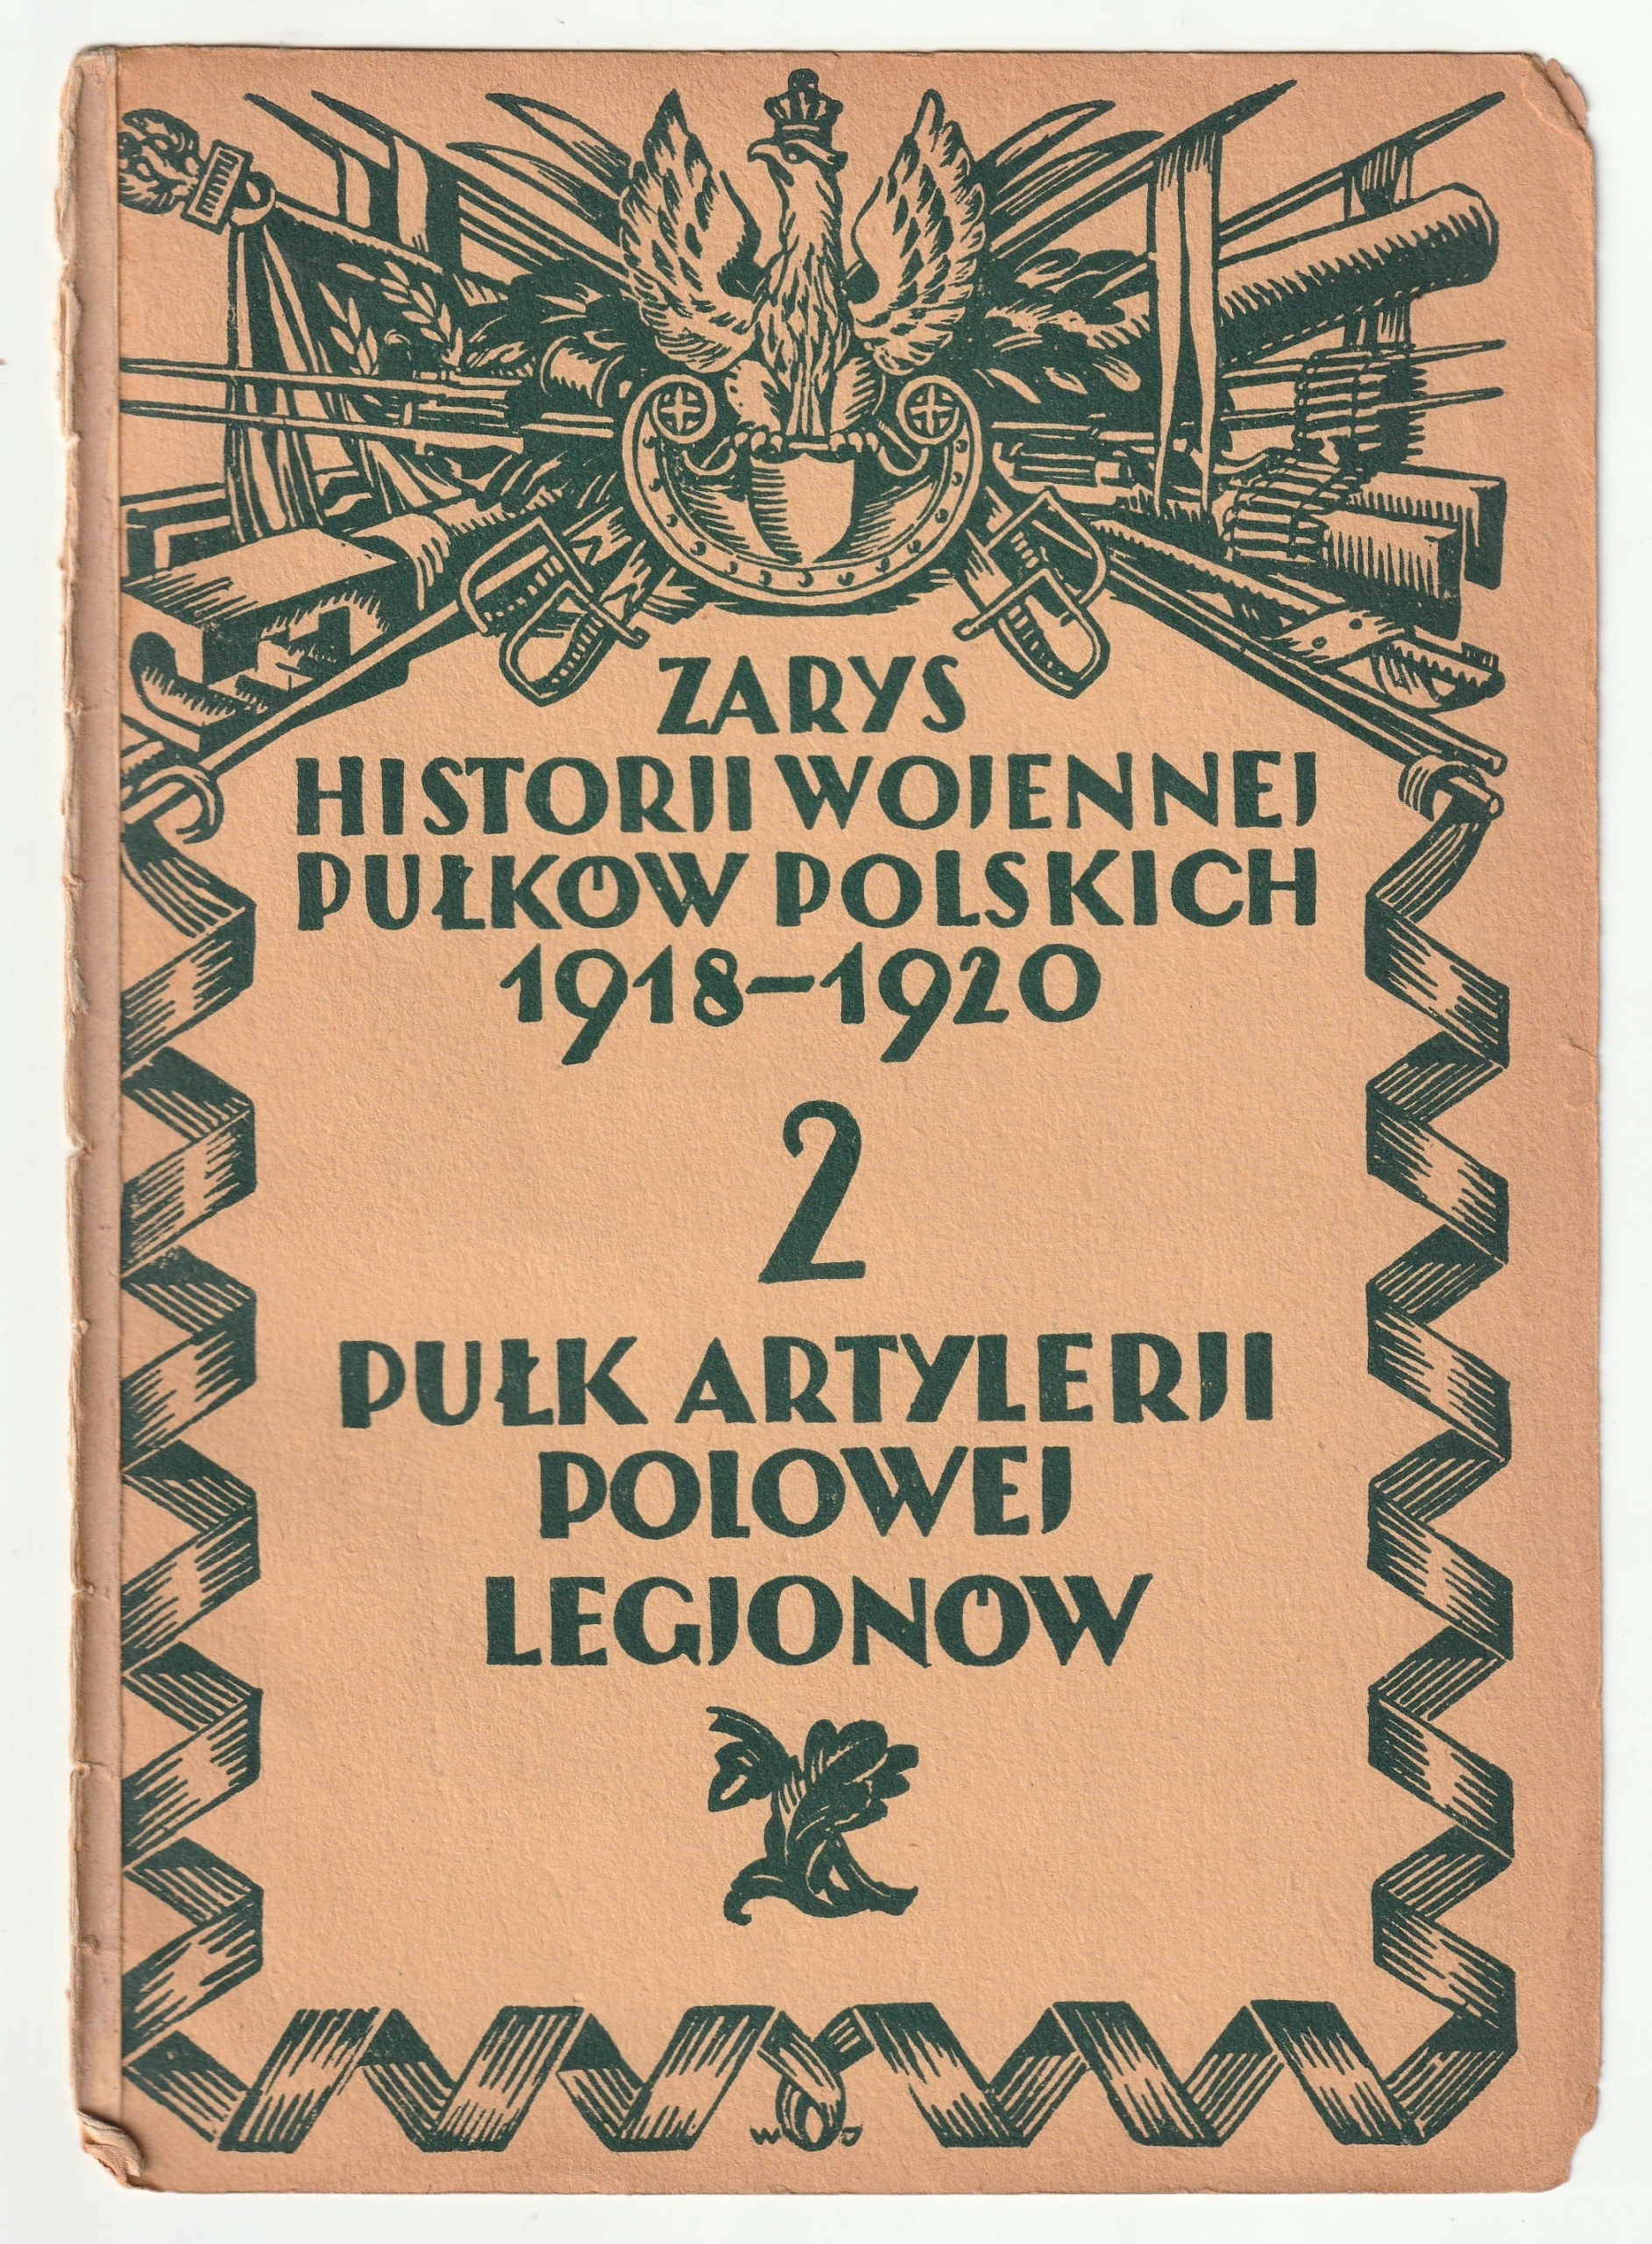 ZARYS
HISTORJI WOJENNEJ
PUŁKÓW POLSKICH
1918–1920
2
PUŁK ARTYLERJI
POLOWEJ
LEGJONÓW